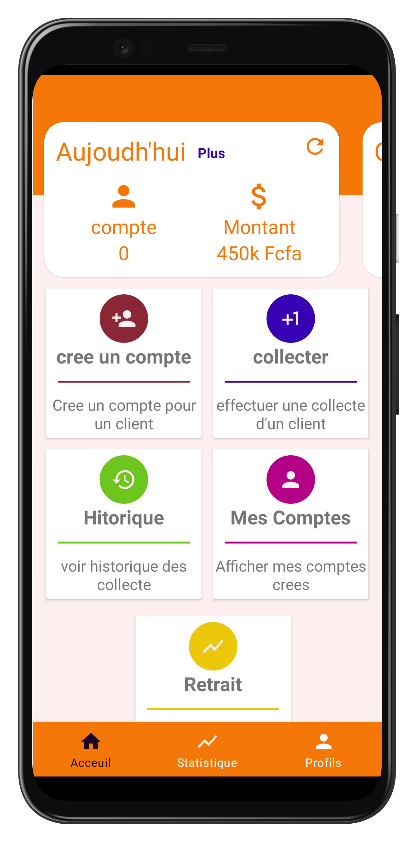 Aujoudh'hui Plus
compte
0
Montant
450k Fcfa
cree un compte
Cree un compte pour
un client
collecter
+1
effectuer une collecte
d'un client
Hitorique
voir historique des
collecte
Mes Comptes
Afficher mes comptes
crees
Retrait
Acceuil
Statistique
Profils